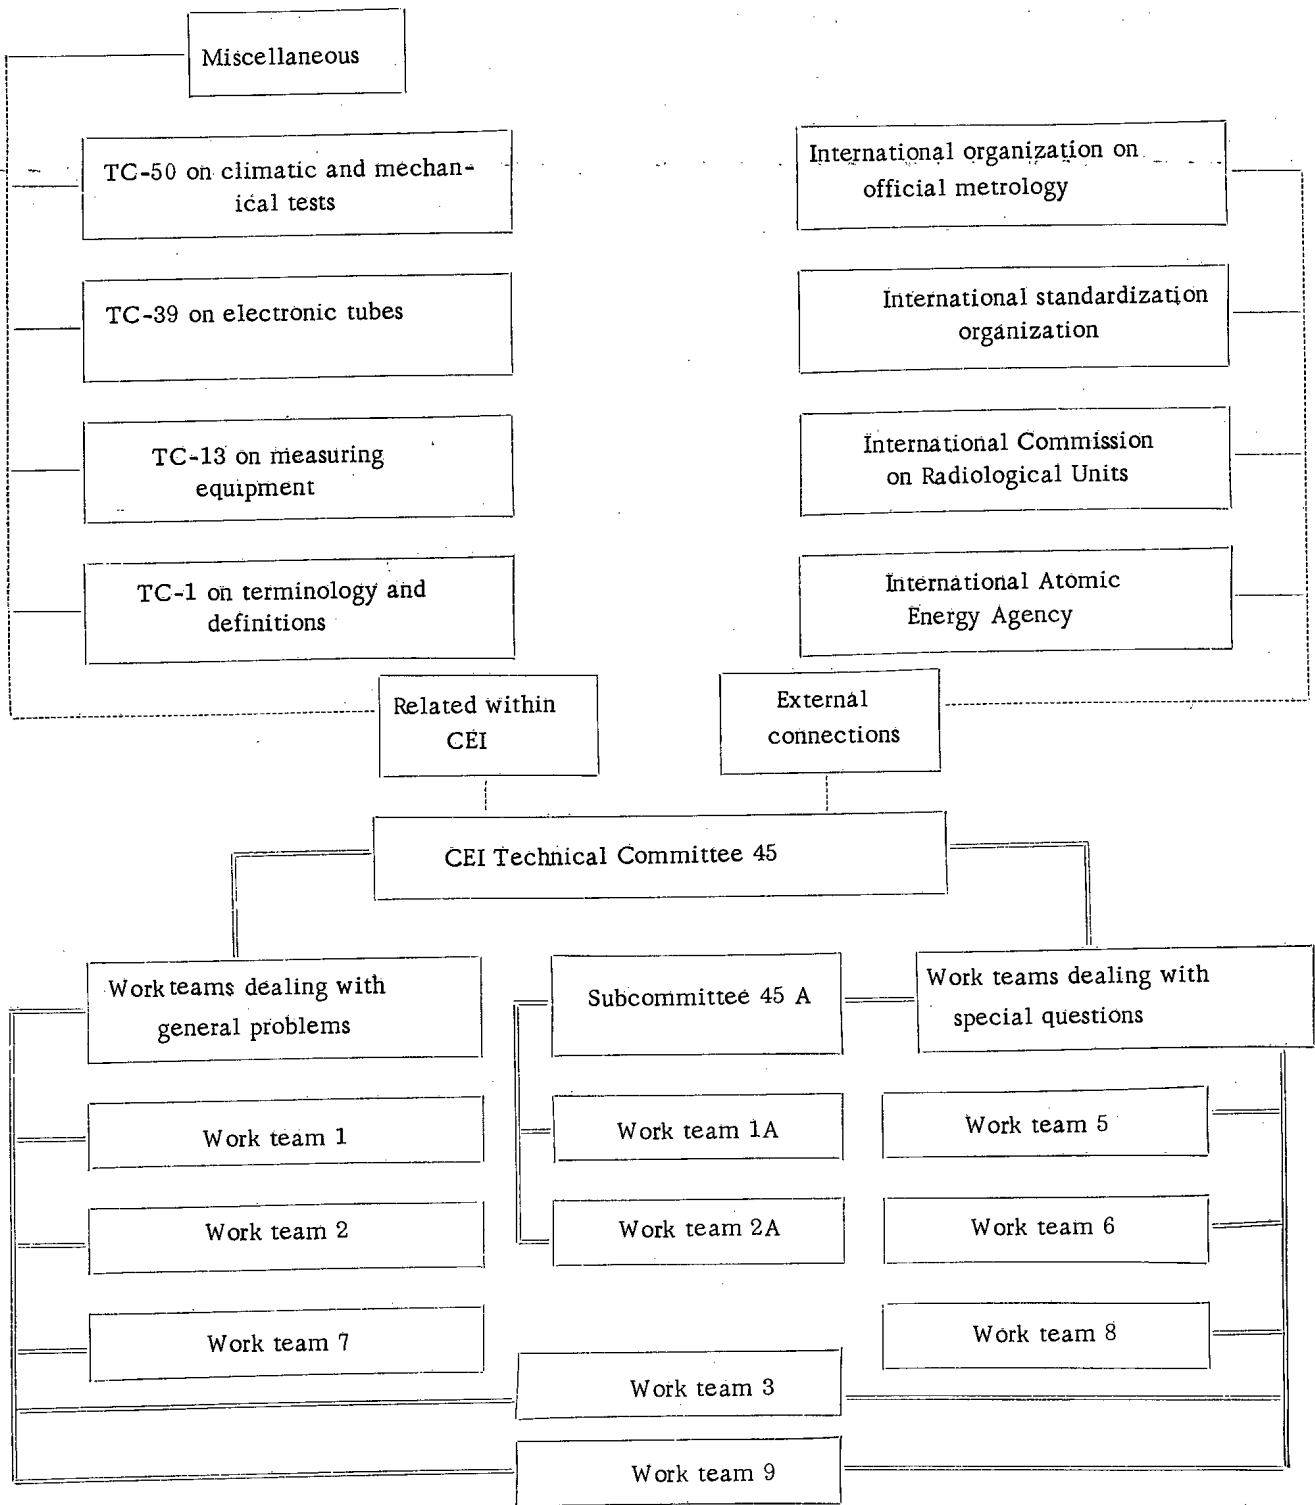 Miscellaneous
TC-50 on climatic and mechan-
ical tests
International organization on
official metrology
TC-39 on electronic tubes
International standardization
organization
TC-13 on measuring
equipment
International Commission
on Radiological Units
TC-1 on terminology and
definitions
International Atomic
Energy Agency
Related within
CEI
External
connections
CEI Technical Committee 45
Work teams dealing with
general problems
Subcommittee 45 A
Work teams dealing with
special questions
Work team 1
Work team 1A
Work team 5
Work team 2
Work team 2A
Work team 6
Work team 7
Work team 8
Work team 3
Work team 9